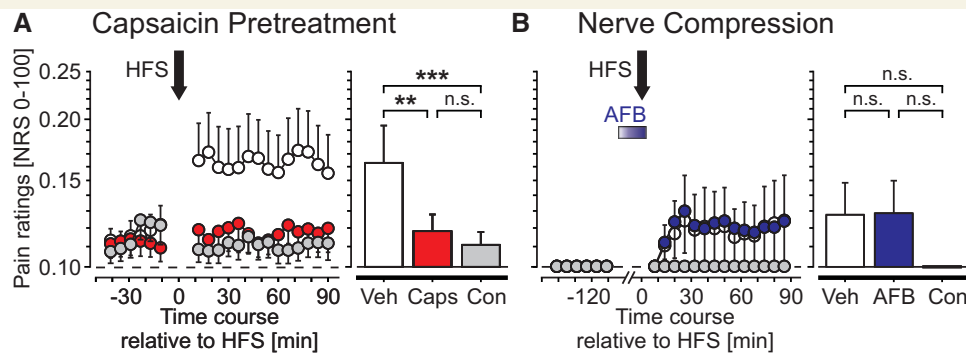 A Capsaicin Pretreatment
B Nerve Compression
Pain ratings [NRS 0-100]
0.25
0.20
0.15
0.10
HFS
-30 0 30 60 90
Time course
relative to HFS [min]
***
** n.s.
Veh Caps Con
HFS
AFB
-120 0 30 60 90
Time course
relative to HFS [min]
n.s.
n.s. n.s.
Veh AFB Con